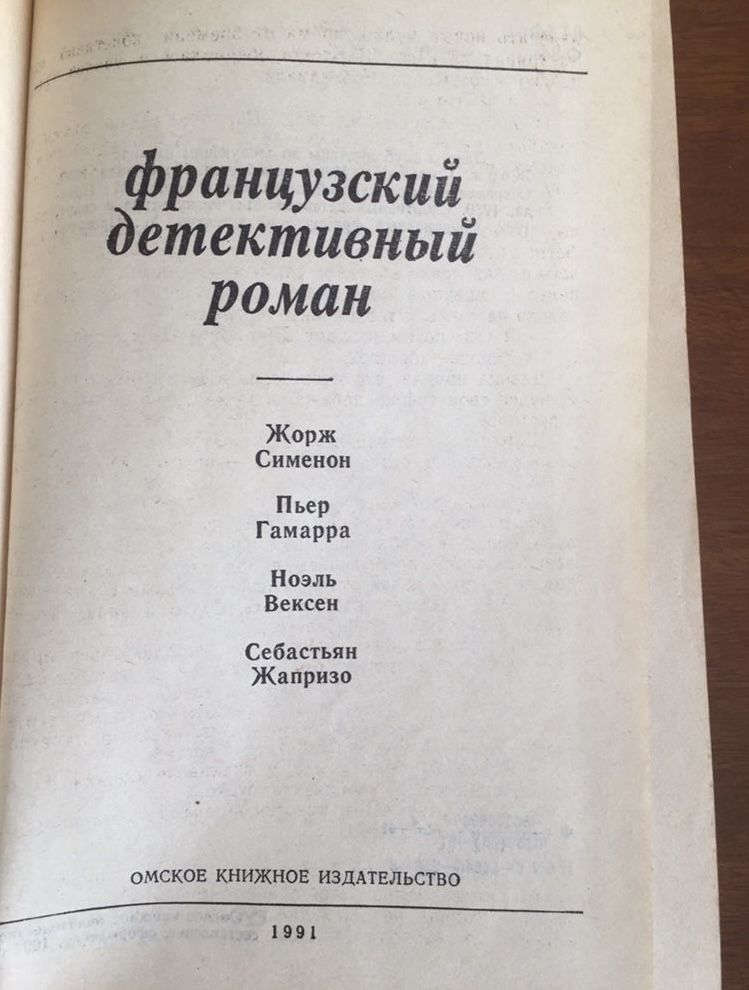 французский
детективный
роман
Жорж
Сименон
Пьер
Гамарра
Ноэль
Вексен
Себастьян
Жапризо
ОМСКОЕ КНИЖНОЕ ИЗДАТЕЛЬСТВО
1991